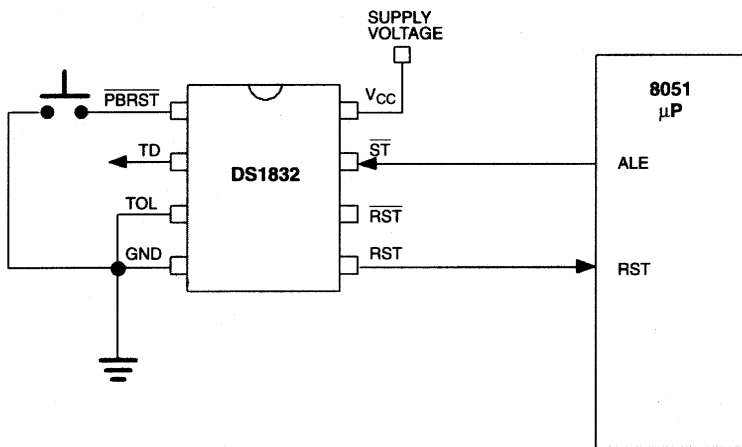 SUPPLY
VOLTAGE
8051
μP
PBRST
VCC
TD
ST
ALE
DS1832
TOL
RST
GND
RST
RST